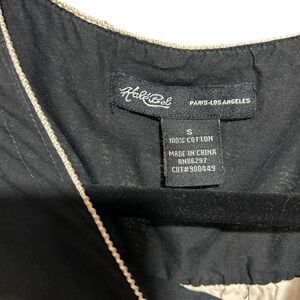 Hale Bob
PARIS-LOS ANGELES
S
100% COTTON
MADE IN CHINA
RN86297
CUT#900449